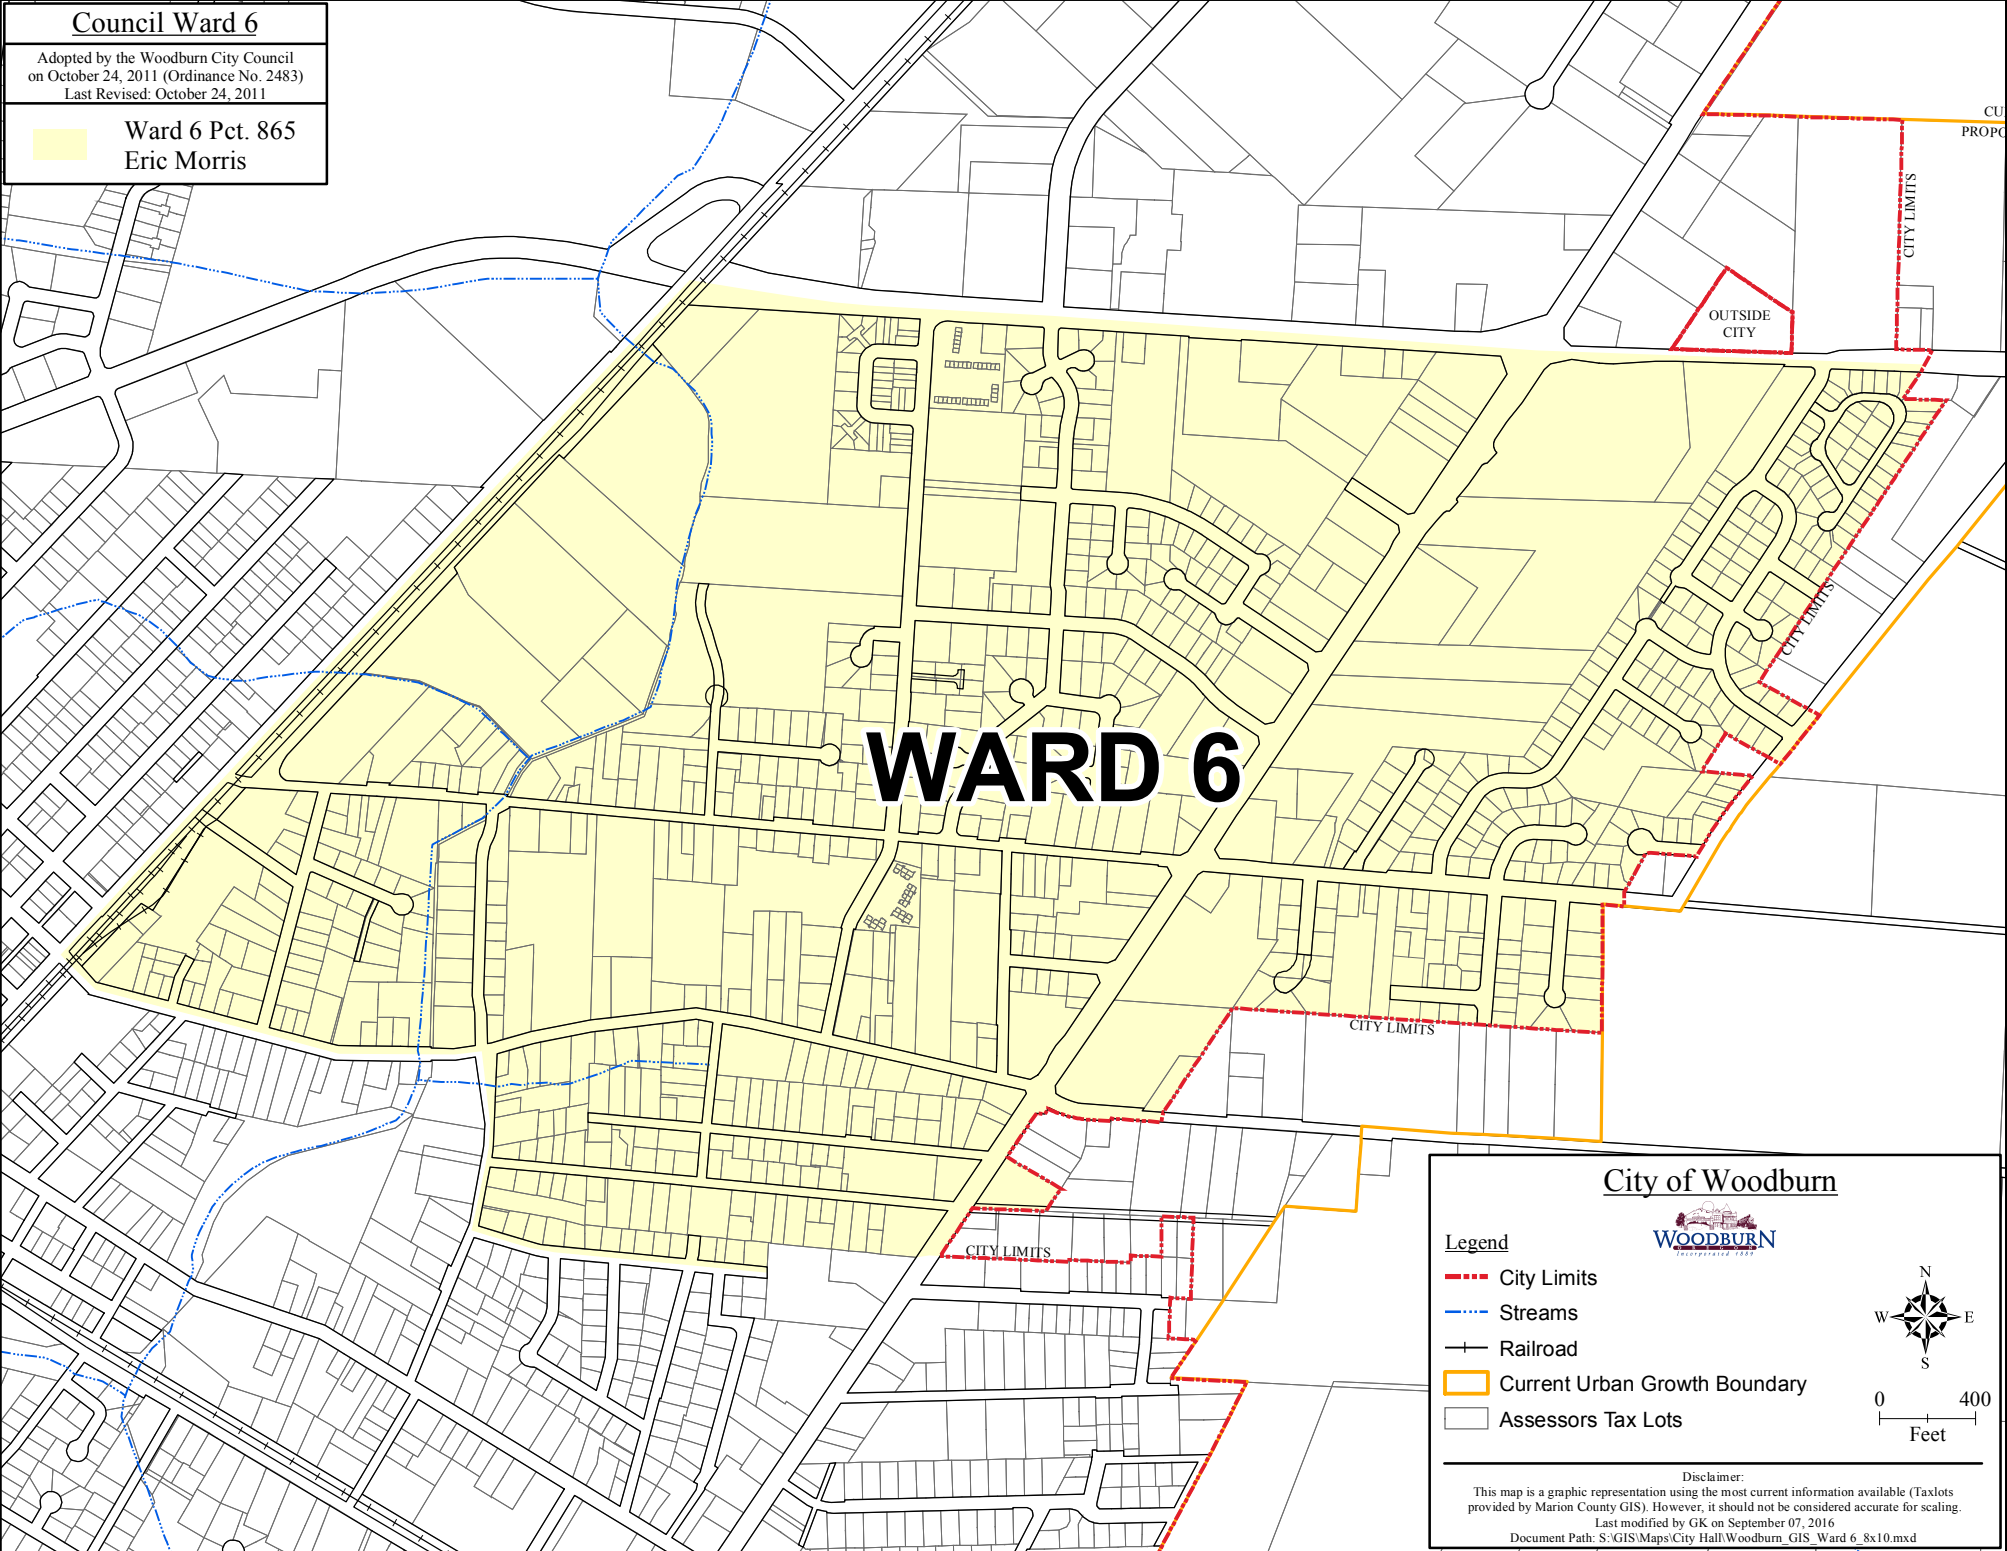 Council Ward 6
Adopted by the Woodburn City Council
on October 24, 2011 (Ordinance No. 2483)
Last Revised: October 24, 2011
Ward 6 Pct. 865
Eric Morris
CU
PROPO
CITY LIMITS
OUTSIDE
CITY
CITY LIMITS
WARD 6
CITY LIMITS
CITY LIMITS
City of Woodburn
WOODBURN
OREGON
Incorporated 1889
Legend
City Limits
Streams
Railroad
Current Urban Growth Boundary
Assessors Tax Lots
N
W E
S
0 400
Feet
Disclaimer:
This map is a graphic representation using the most current information available (Taxlots
provided by Marion County GIS). However, it should not be considered accurate for scaling.
Last modified by GK on September 07, 2016
Document Path: S:\GIS\Maps\City Hall\Woodburn_GIS_Ward 6_8x10.mxd